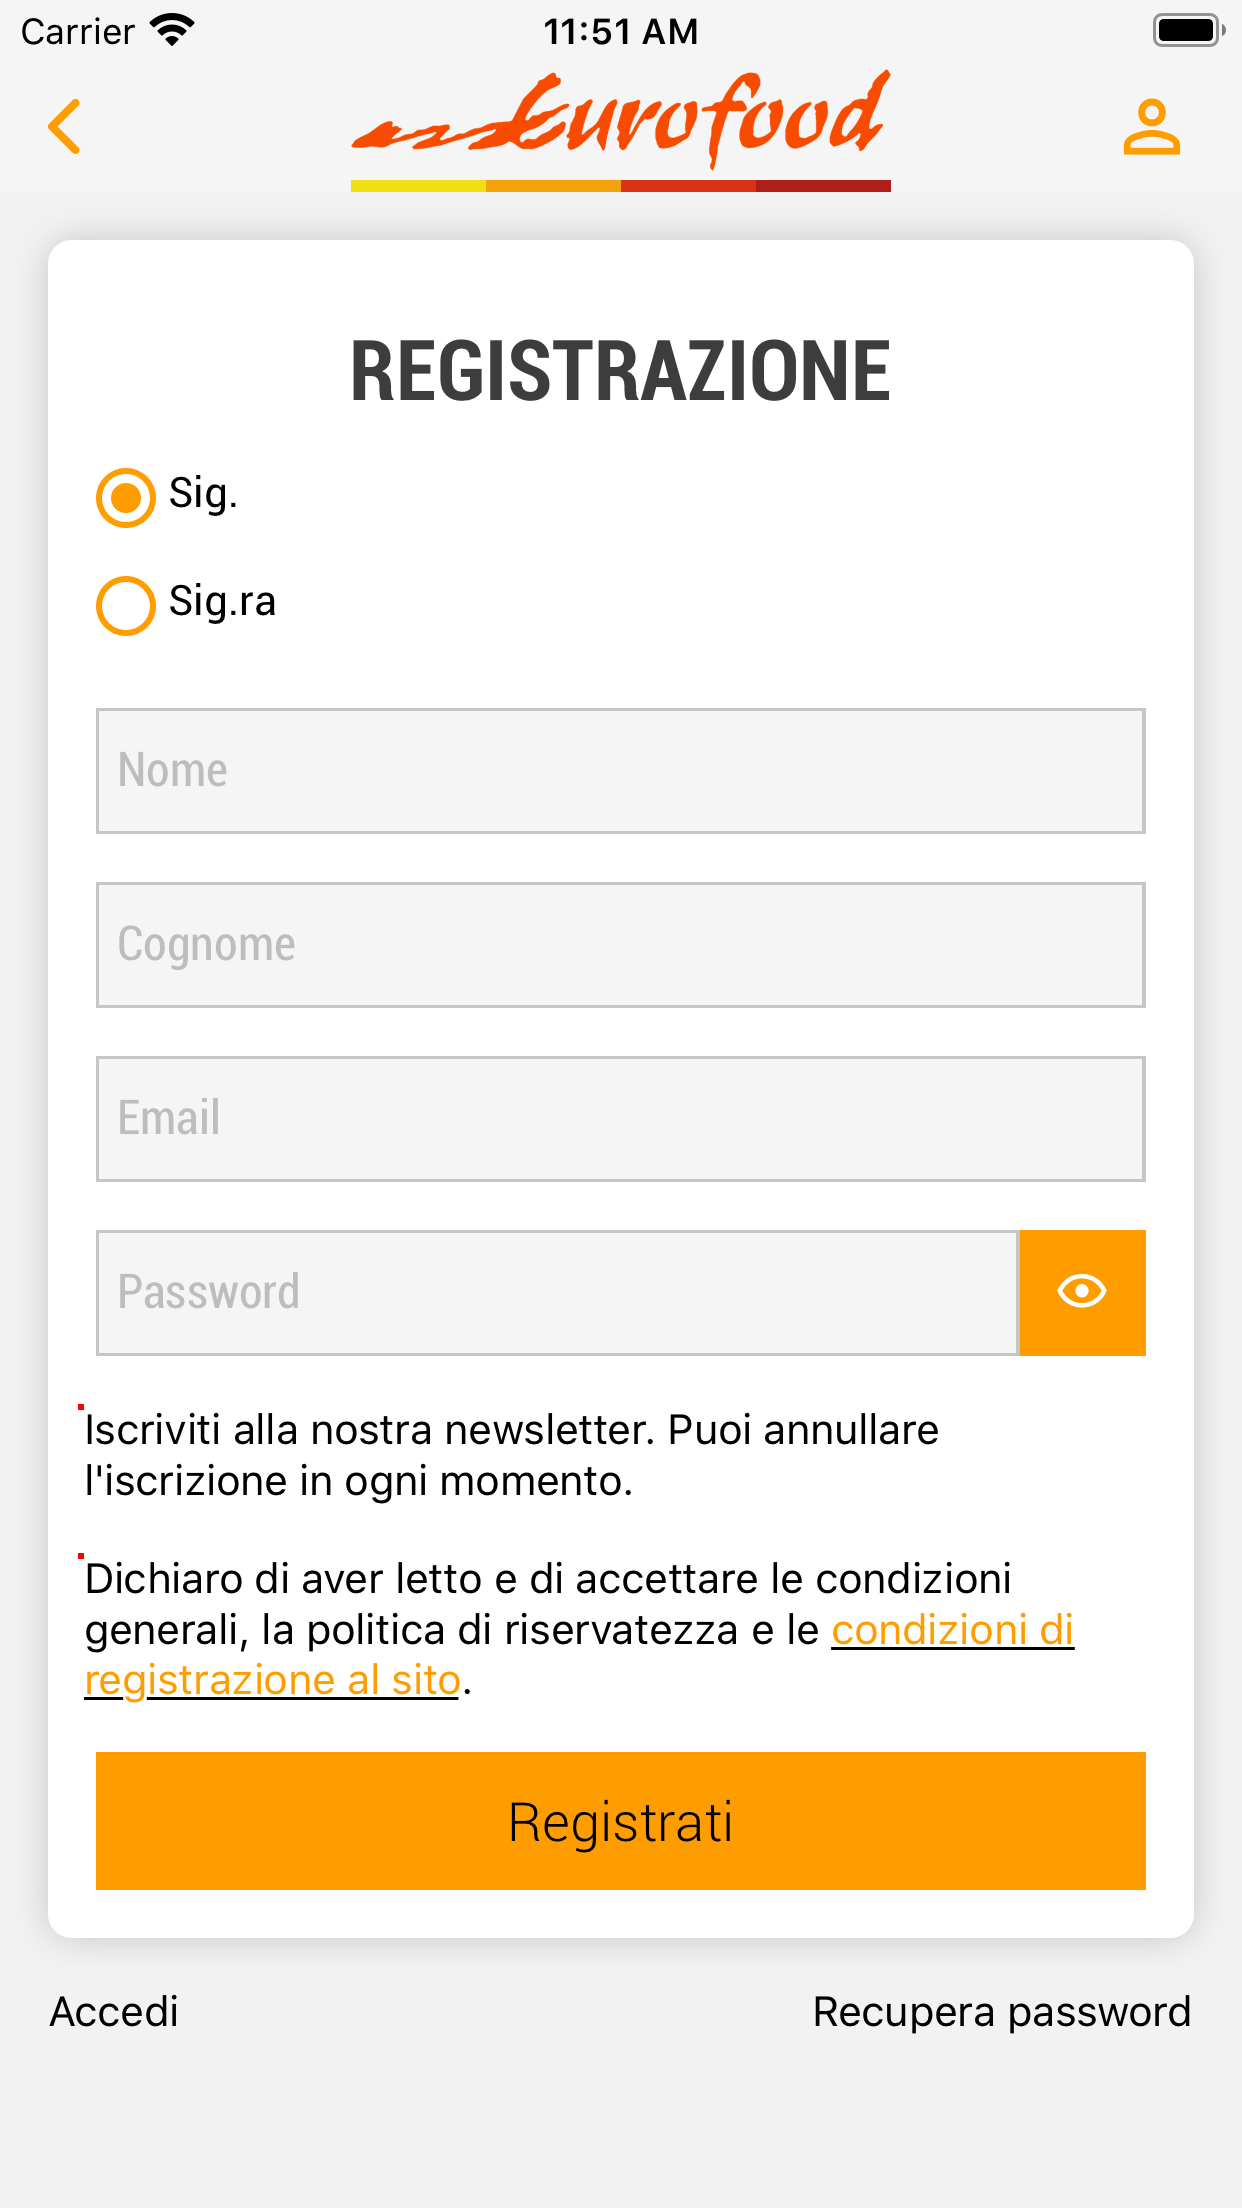 Carrier 11:51 AM
Eurofood
REGISTRAZIONE
Sig.
Sig.ra
Nome
Cognome
Email
Password
Iscriviti alla nostra newsletter. Puoi annullare
l'iscrizione in ogni momento.
Dichiaro di aver letto e di accettare le condizioni
generali, la politica di riservatezza e le condizioni di
registrazione al sito.
Registrati
Accedi Recupera password